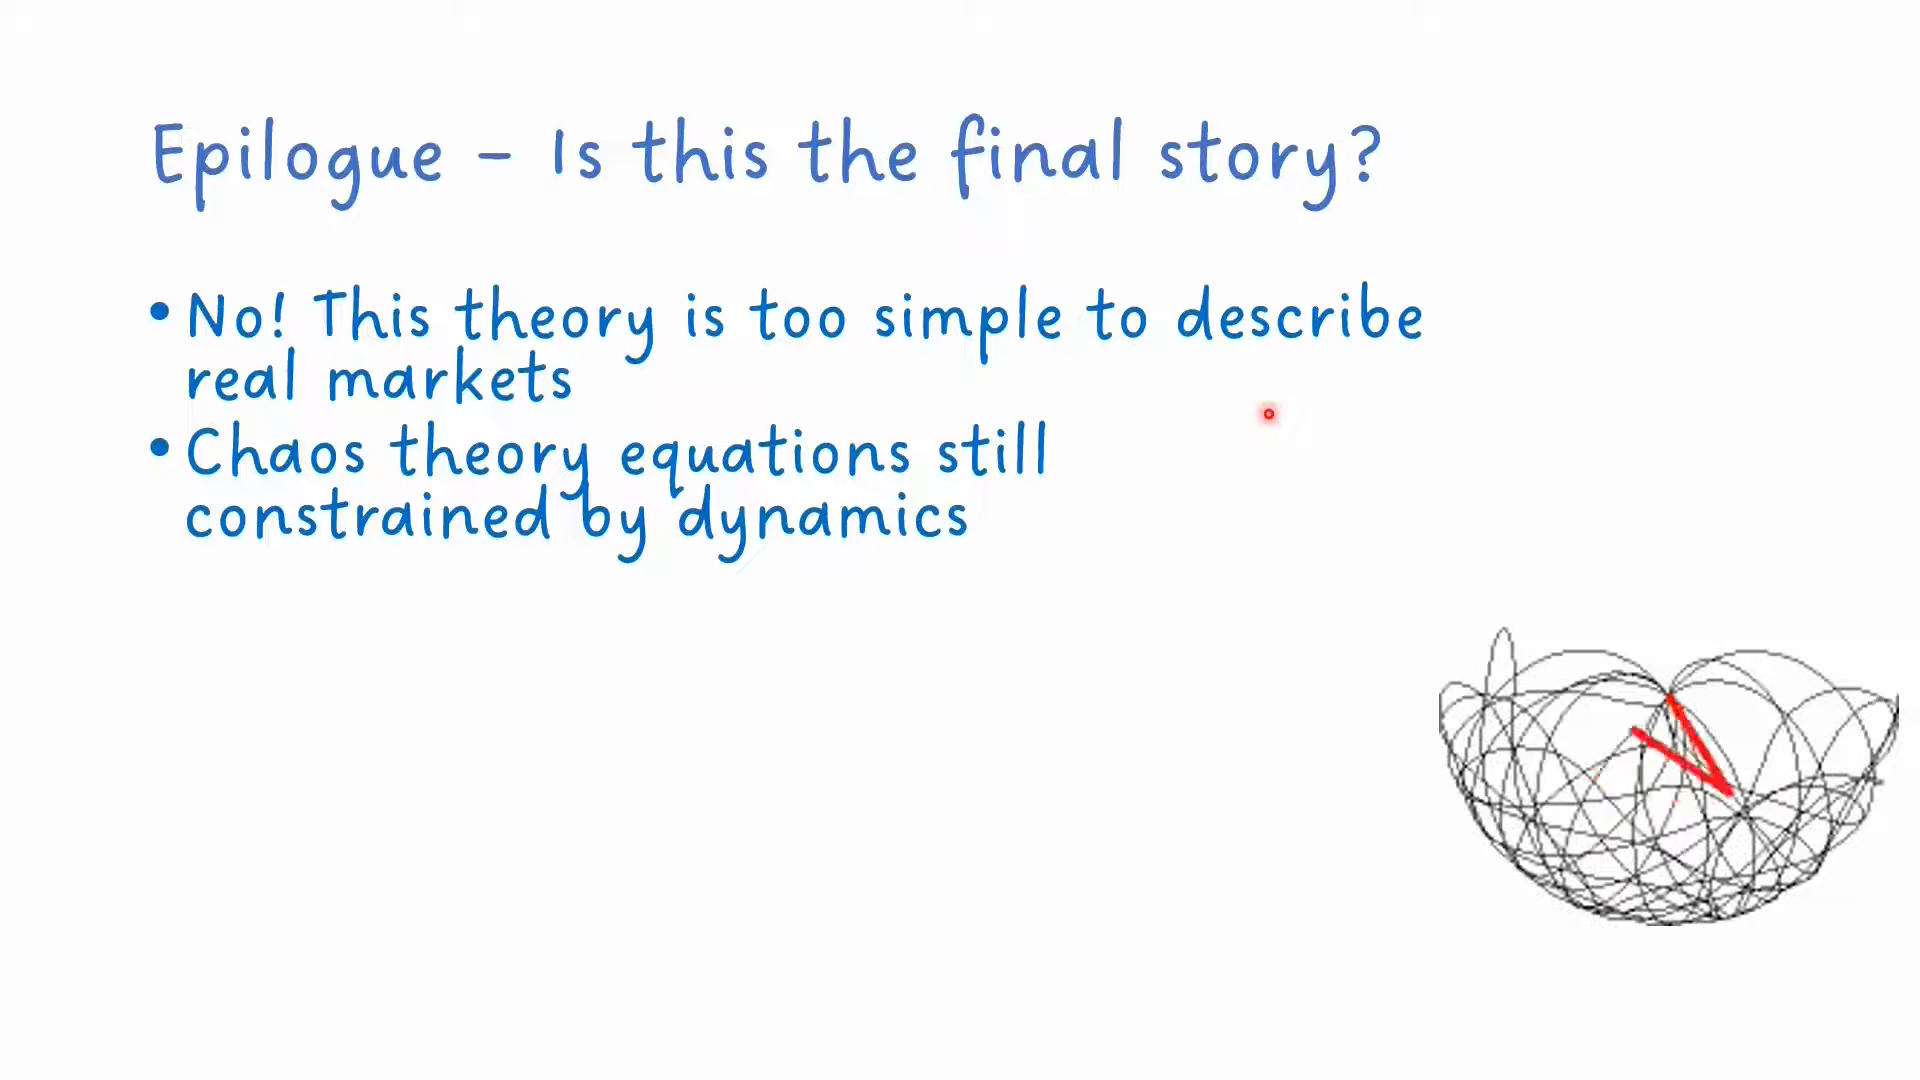 Epilogue - Is this the final story?
• No! This theory is too simple to describe
real markets
• Chaos theory equations still
constrained by dynamics